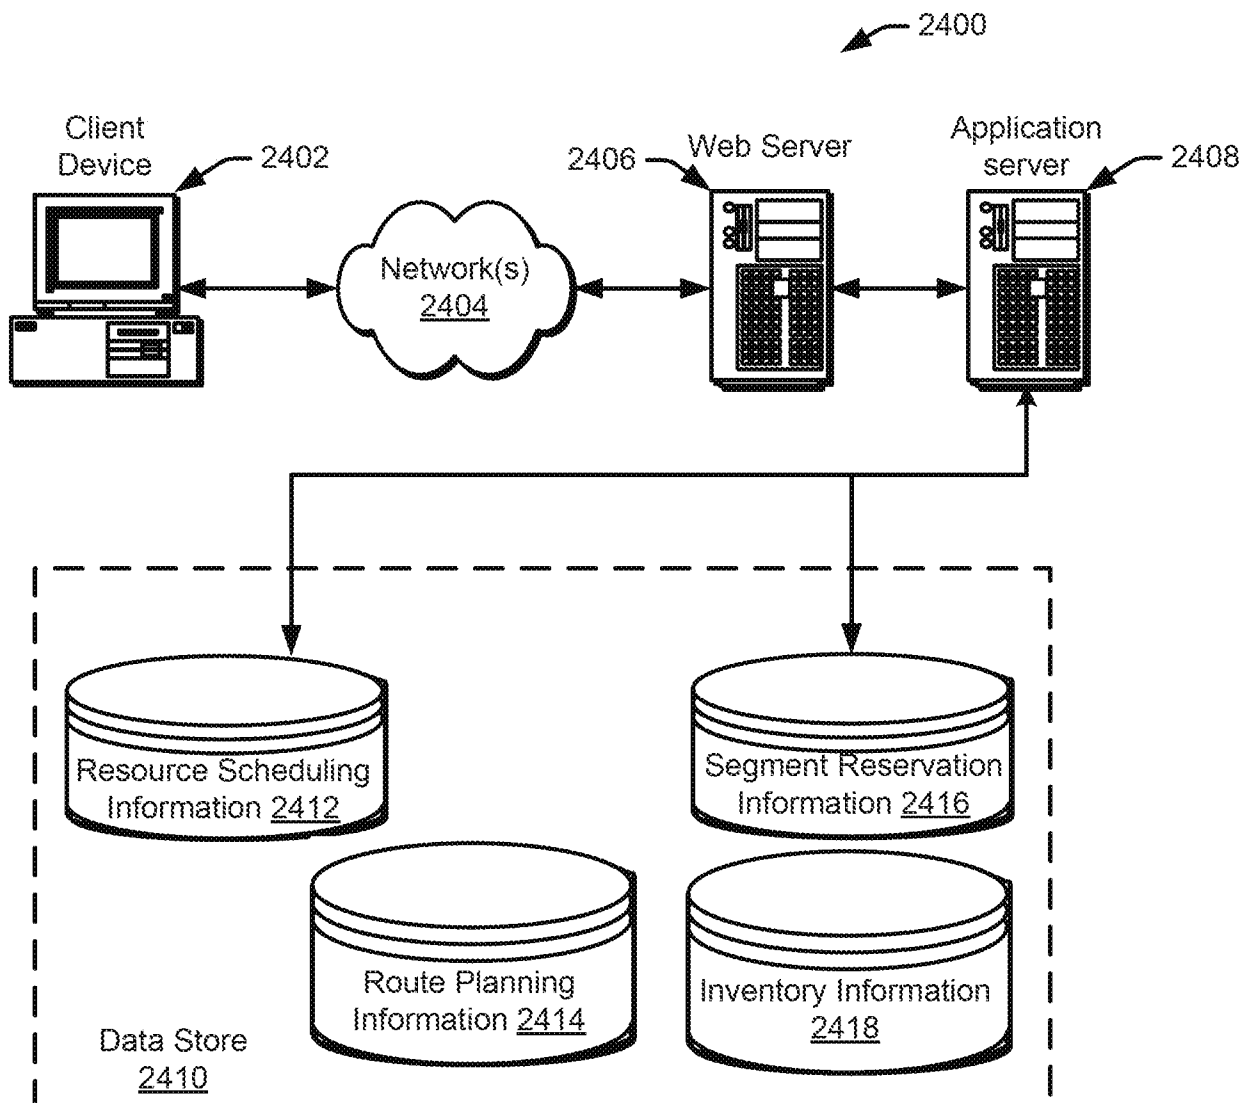 2400
Client
Device
2402
Network(s)
2404
2406
Web Server
Application
server
2408
Resource Scheduling
Information 2412
Segment Reservation
Information 2416
Route Planning
Information 2414
Inventory Information
2418
Data Store
2410